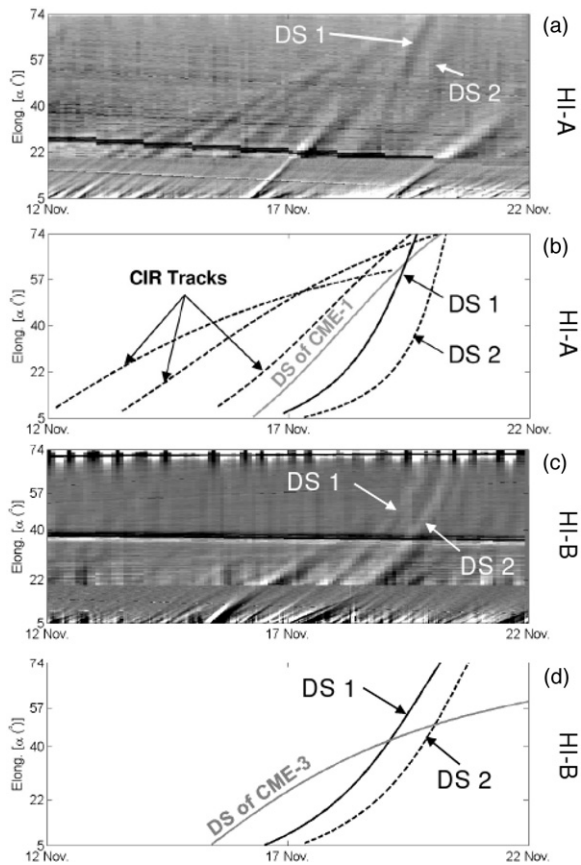 (a)
74
57
40
22
5
Elong. [α (°)]
DS 1
DS 2
HI-A
12 Nov.
17 Nov.
22 Nov.
(b)
74
57
40
22
5
Elong. [α (°)]
CIR Tracks
DS of CME-1
DS 1
DS 2
HI-A
12 Nov.
17 Nov.
22 Nov.
(c)
74
57
40
22
5
Elong. [α (°)]
DS 1
DS 2
HI-B
12 Nov.
17 Nov.
22 Nov.
(d)
74
57
40
22
5
Elong. [α (°)]
DS 1
DS of CME-3
DS 2
HI-B
12 Nov.
17 Nov.
22 Nov.